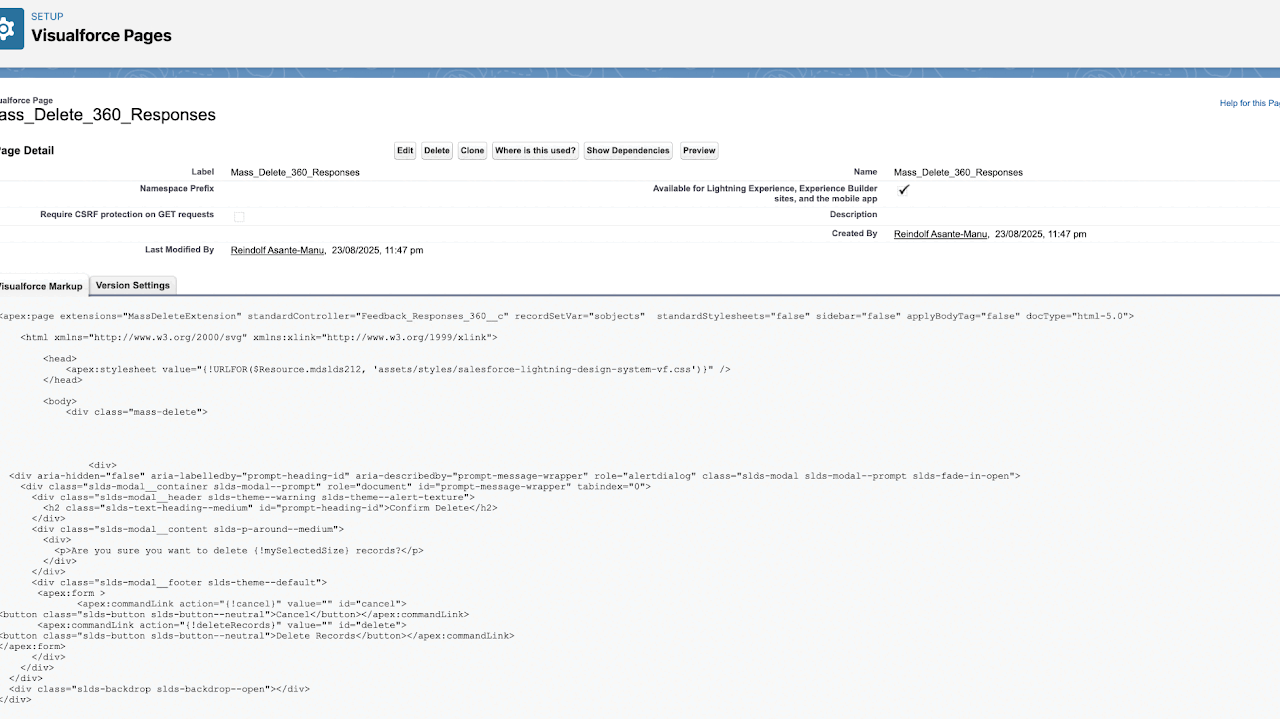 SETUP
Visualforce Pages
ualforce Page
ass_Delete_360_Responses
Help for this Pa
age Detail
Edit Delete Clone Where is this used? Show Dependencies Preview
Label Mass_Delete_360_Responses Name Mass_Delete_360_Responses
Namespace Prefix Available for Lightning Experience, Experience Builder
sites, and the mobile app
Require CSRF protection on GET requests Description
Created By Reindolf Asante-Manu, 23/08/2025, 11:47 pm
Last Modified By Reindolf Asante-Manu, 23/08/2025, 11:47 pm
Visualforce Markup Version Settings
<apex:page extensions="MassDeleteExtension" standardController="Feedback_Responses_360__c" recordSetVar="sobjects"  standardStylesheets="false" sidebar="false" applyBodyTag="false" docType="html-5.0">
<html xmlns="http://www.w3.org/2000/svg" xmlns:xlink="http://www.w3.org/1999/xlink">
<head>
<apex:stylesheet value="{!URLFOR($Resource.mdslds212, 'assets/styles/salesforce-lightning-design-system-vf.css')}" />
</head>
<body>
<div class="mass-delete">
<div>
<div aria-hidden="false" aria-labelledby="prompt-heading-id" aria-describedby="prompt-message-wrapper" role="alertdialog" class="slds-modal slds-modal--prompt slds-fade-in-open">
<div class="slds-modal__container slds-modal--prompt" role="document" id="prompt-message-wrapper" tabindex="0">
<div class="slds-modal__header slds-theme--warning slds-theme--alert-texture">
<h2 class="slds-text-heading--medium" id="prompt-heading-id">Confirm Delete</h2>
</div>
<div class="slds-modal__content slds-p-around--medium">
<div>
<p>Are you sure you want to delete {!mySelectedSize} records?</p>
</div>
</div>
<div class="slds-modal__footer slds-theme--default">
<apex:form >
<apex:commandLink action="{!cancel}" value="" id="cancel">
<button class="slds-button slds-button--neutral">Cancel</button></apex:commandLink>
<apex:commandLink action="{!deleteRecords}" value="" id="delete">
<button class="slds-button slds-button--neutral">Delete Records</button></apex:commandLink>
</apex:form>
</div>
</div>
</div>
<div class="slds-backdrop slds-backdrop--open"></div>
</div>